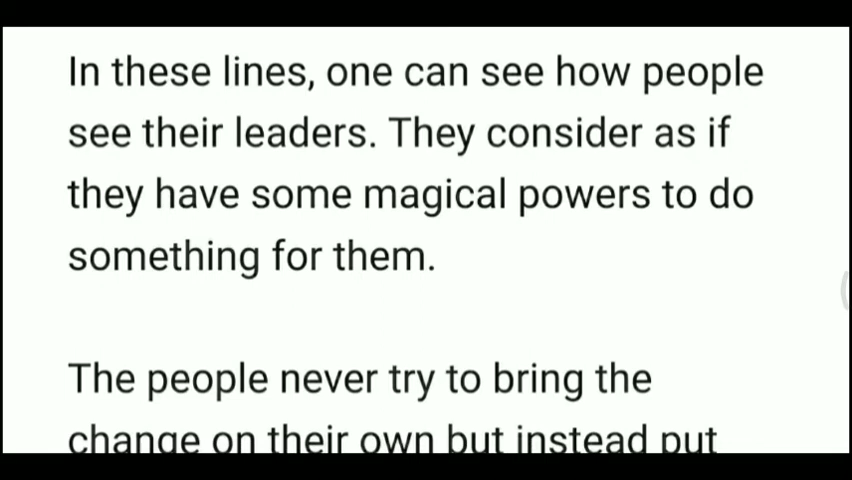 In these lines, one can see how people
see their leaders. They consider as if
they have some magical powers to do
something for them.
The people never try to bring the
change on their own but instead put